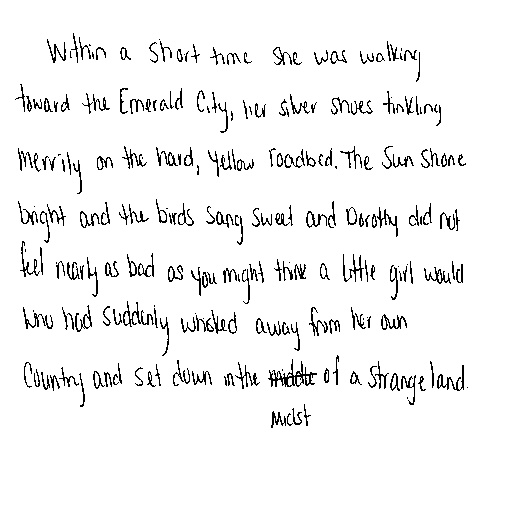 Within a short time she was walking
toward the Emerald City, her silver shoes tinkling
merrily on the hard, yellow roadbed. The sun shone
bright and the birds sang sweet and Dorothy did not
feel nearly as bad as you might think a little girl would
who had suddenly whisked away from her own
country and set down in the middle of a strange land.
midst